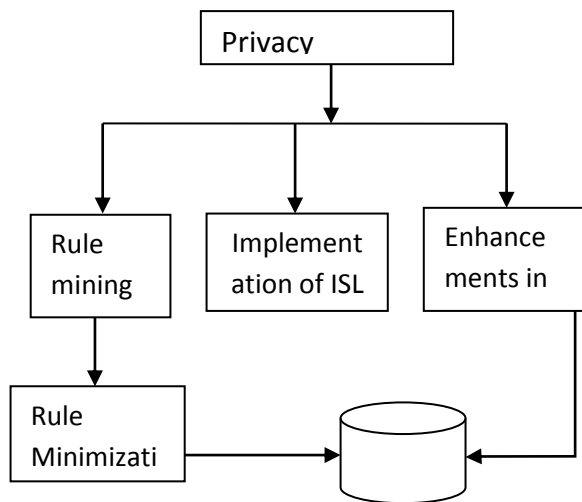 Privacy
Rule
mining
Implement
ation of ISL
Enhance
ments in
Rule
Minimizati